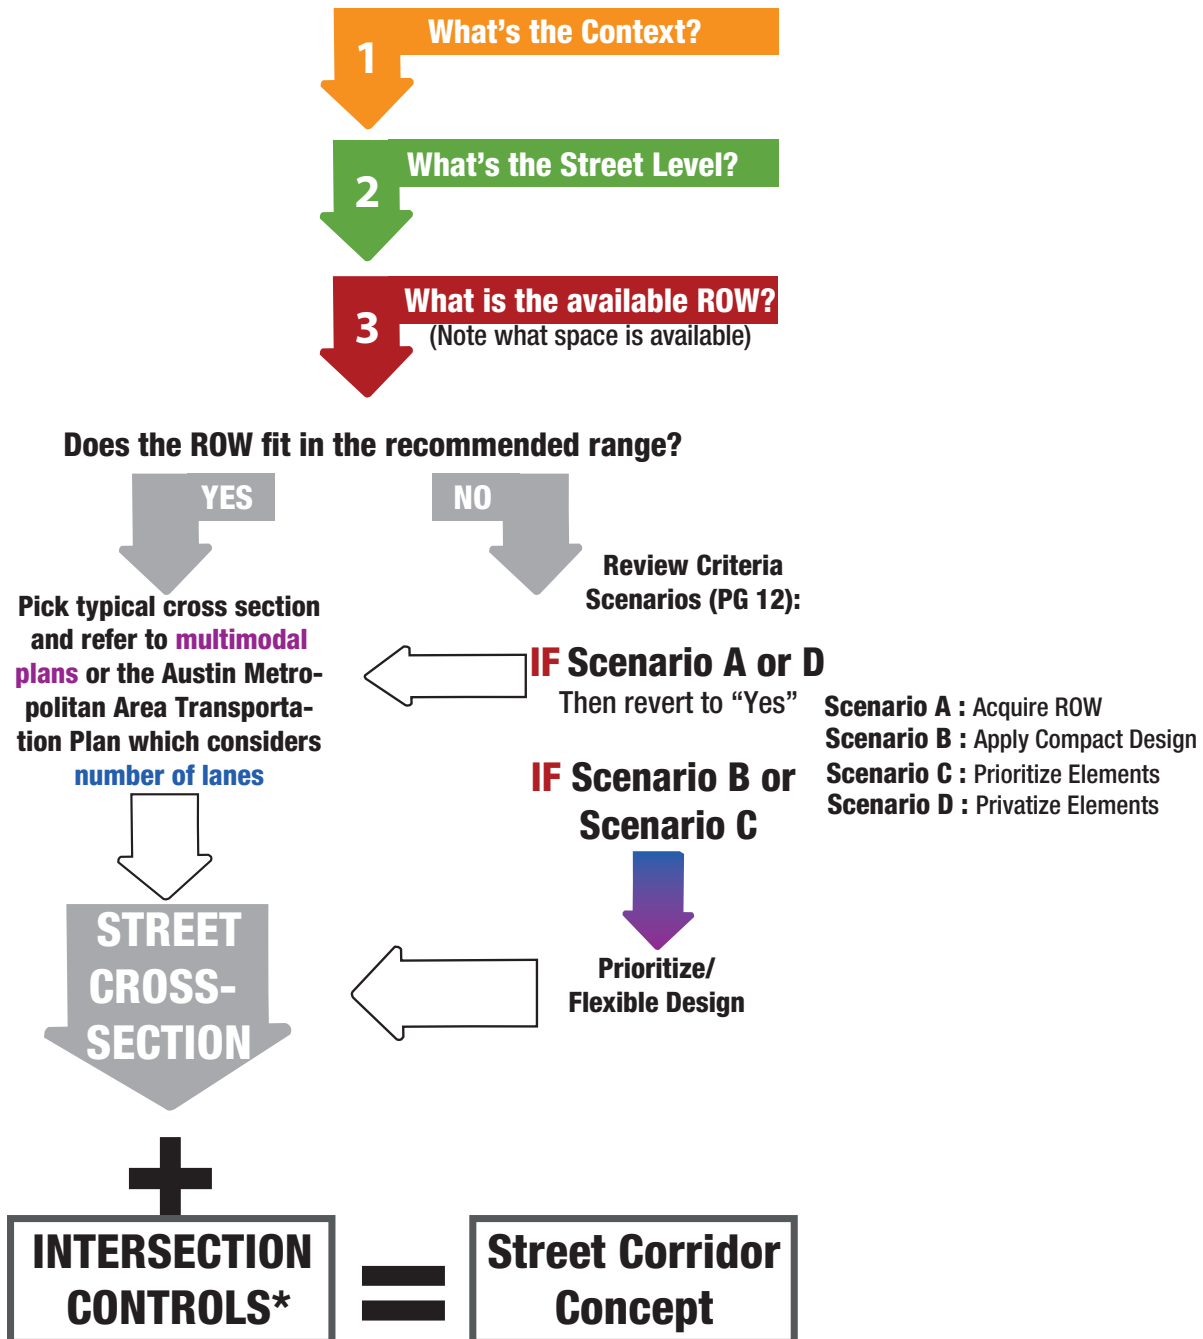 What’s the Context?
1
What’s the Street Level?
2
What is the available ROW?
3
(Note what space is available)
Does the ROW fit in the recommended range?
YES
NO
Pick typical cross section
and refer to multimodal
plans or the Austin Metro-
politan Area Transporta-
tion Plan which considers
number of lanes
Review Criteria
Scenarios (PG 12):
IF Scenario A or D
Then revert to “Yes”
IF Scenario B or
Scenario C
Scenario A : Acquire ROW
Scenario B : Apply Compact Design
Scenario C : Prioritize Elements
Scenario D : Privatize Elements
Prioritize/
Flexible Design
STREET
CROSS-
SECTION
+
INTERSECTION
CONTROLS*
=
Street Corridor
Concept